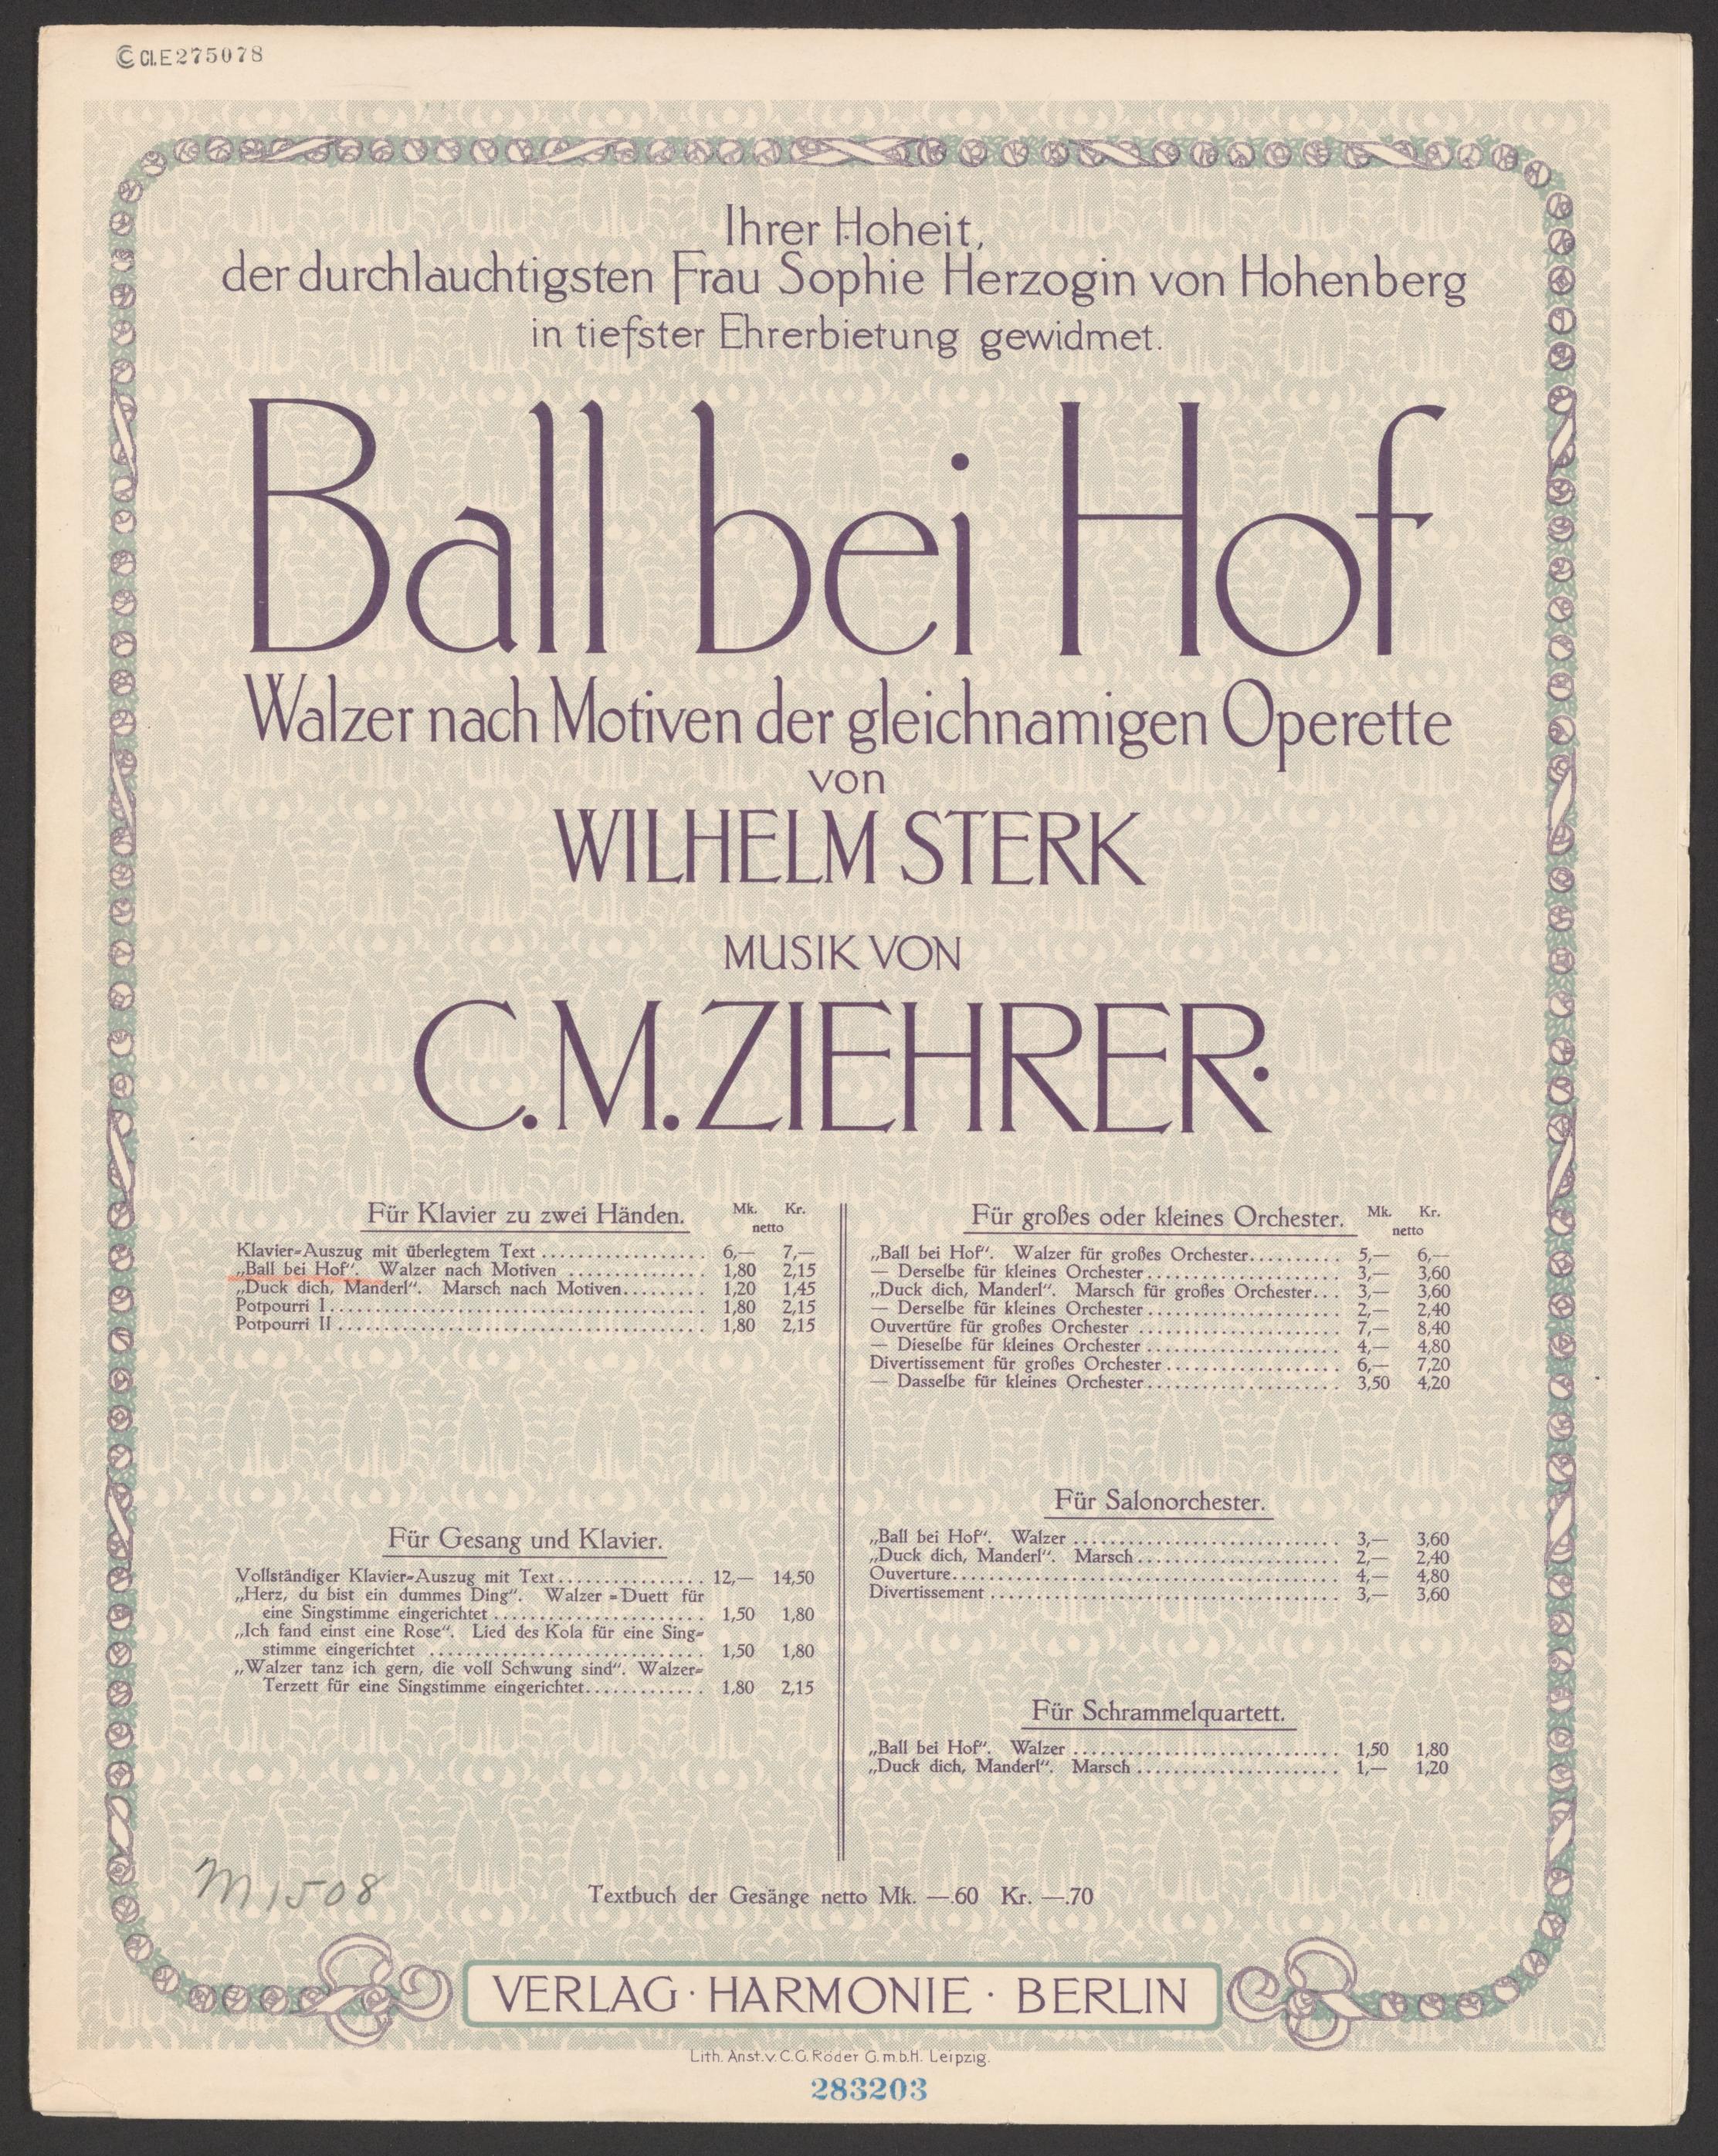 © Cl. E 275078
Ihrer Hoheit,
der durchlauchtigsten Frau Sophie Herzogin von Hohenberg
in tiefster Ehrerbietung gewidmet.
Ball bei Hof
Walzer nach Motiven der gleichnamigen Operette
von
WILHELM STERK
MUSIK VON
C. M. ZIEHRER.
Für Klavier zu zwei Händen. Mk. Kr.
netto
Klavier-Auszug mit überlegtem Text .................. 6,— 7,—
„Ball bei Hof“. Walzer nach Motiven ............... 1,80 2,15
„Duck dich, Manderl“. Marsch nach Motiven......... 1,20 1,45
Potpourri I......................................... 1,80 2,15
Potpourri II ........................................ 1,80 2,15
Für Gesang und Klavier.
Vollständiger Klavier-Auszug mit Text................ 12,— 14,50
„Herz, du bist ein dummes Ding“. Walzer-Duett für
eine Singstimme eingerichtet ....................... 1,50 1,80
„Ich fand einst eine Rose“. Lied des Kola für eine Sing-
stimme eingerichtet .............................. 1,50 1,80
„Walzer tanz ich gern, die voll Schwung sind“. Walzer-
Terzett für eine Singstimme eingerichtet............. 1,80 2,15
Für großes oder kleines Orchester. Mk. Kr.
netto
„Ball bei Hof“. Walzer für großes Orchester.......... 5,— 6,—
— Derselbe für kleines Orchester..................... 3,— 3,60
„Duck dich, Manderl“. Marsch für großes Orchester... 3,— 3,60
— Derselbe für kleines Orchester ..................... 2,— 2,40
Ouvertüre für großes Orchester ...................... 7,— 8,40
— Dieselbe für kleines Orchester ..................... 4,— 4,80
Divertissement für großes Orchester ................... 6,— 7,20
— Dasselbe für kleines Orchester..................... 3,50 4,20
Für Salonorchester.
„Ball bei Hof“. Walzer ............................. 3,— 3,60
„Duck dich, Manderl“. Marsch...................... 2,— 2,40
Ouverture.......................................... 4,— 4,80
Divertissement ...................................... 3,— 3,60
Für Schrammelquartett.
„Ball bei Hof“. Walzer ............................. 1,50 1,80
„Duck dich, Manderl“. Marsch ...................... 1,— 1,20
M1508
Textbuch der Gesänge netto Mk. —.60 Kr. —.70
VERLAG · HARMONIE · BERLIN
Lith. Anst. v. C. G. Röder G.m.b.H. Leipzig.
283203